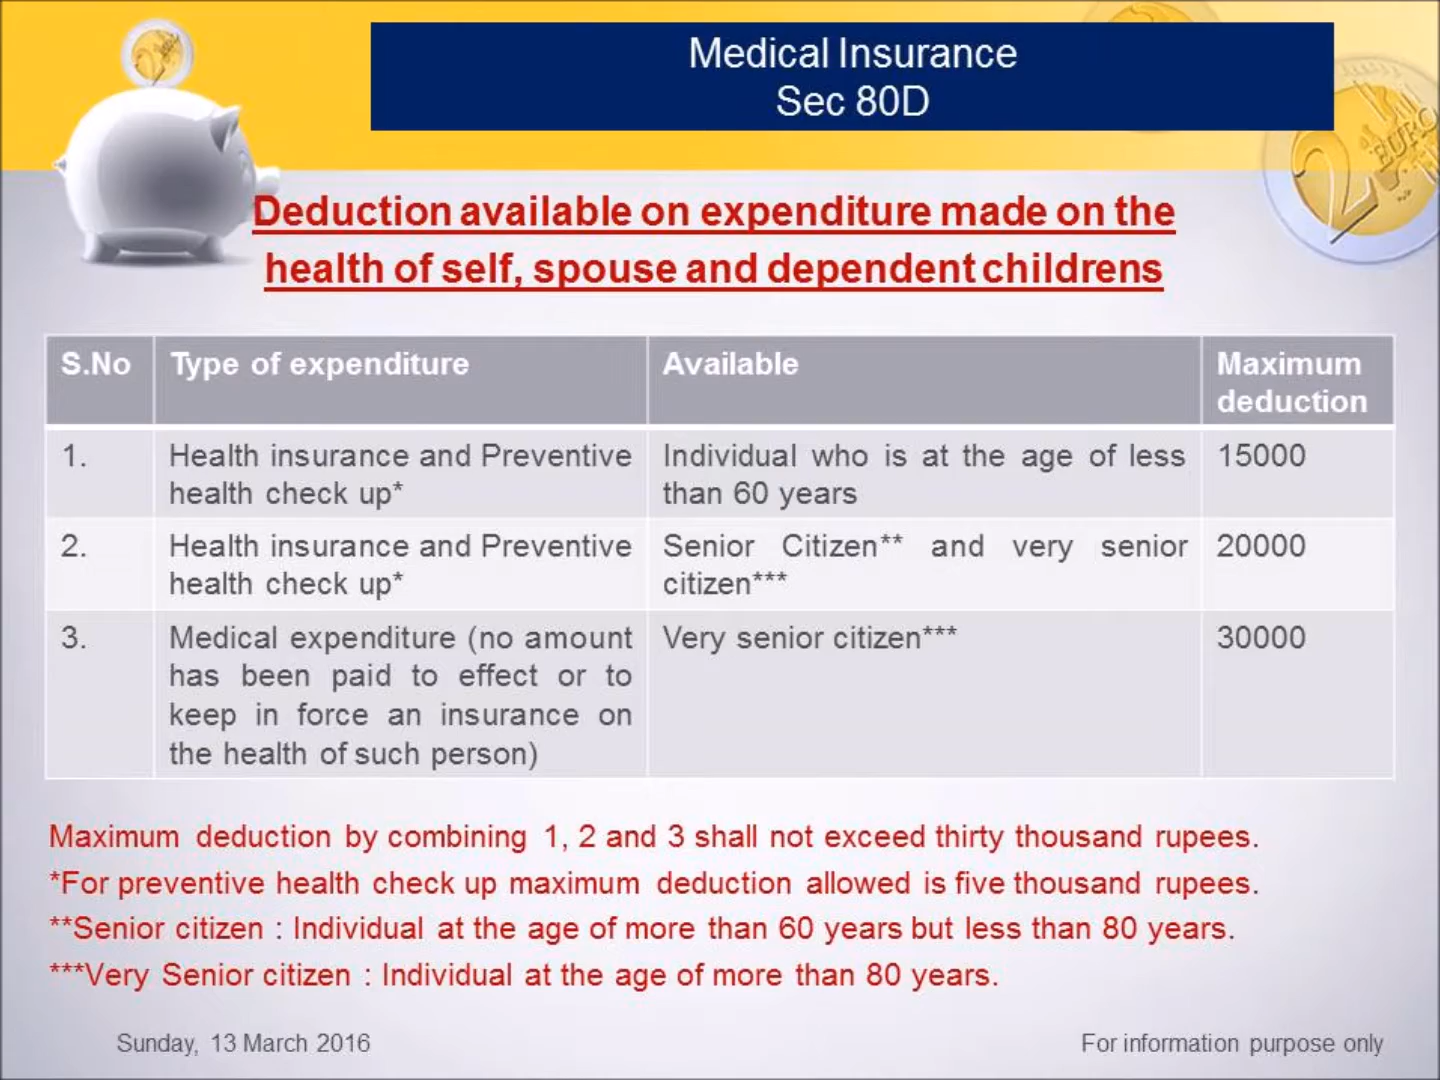 Medical Insurance
Sec 80D
Deduction available on expenditure made on the
health of self, spouse and dependent childrens
S.No Type of expenditure Available Maximum
deduction
1. Health insurance and Preventive Individual who is at the age of less 15000
health check up* than 60 years
2. Health insurance and Preventive Senior Citizen** and very senior 20000
health check up* citizen***
3. Medical expenditure (no amount Very senior citizen*** 30000
has been paid to effect or to
keep in force an insurance on
the health of such person)
Maximum deduction by combining 1, 2 and 3 shall not exceed thirty thousand rupees.
*For preventive health check up maximum deduction allowed is five thousand rupees.
**Senior citizen : Individual at the age of more than 60 years but less than 80 years.
***Very Senior citizen : Individual at the age of more than 80 years.
Sunday, 13 March 2016 For information purpose only
2 EURO